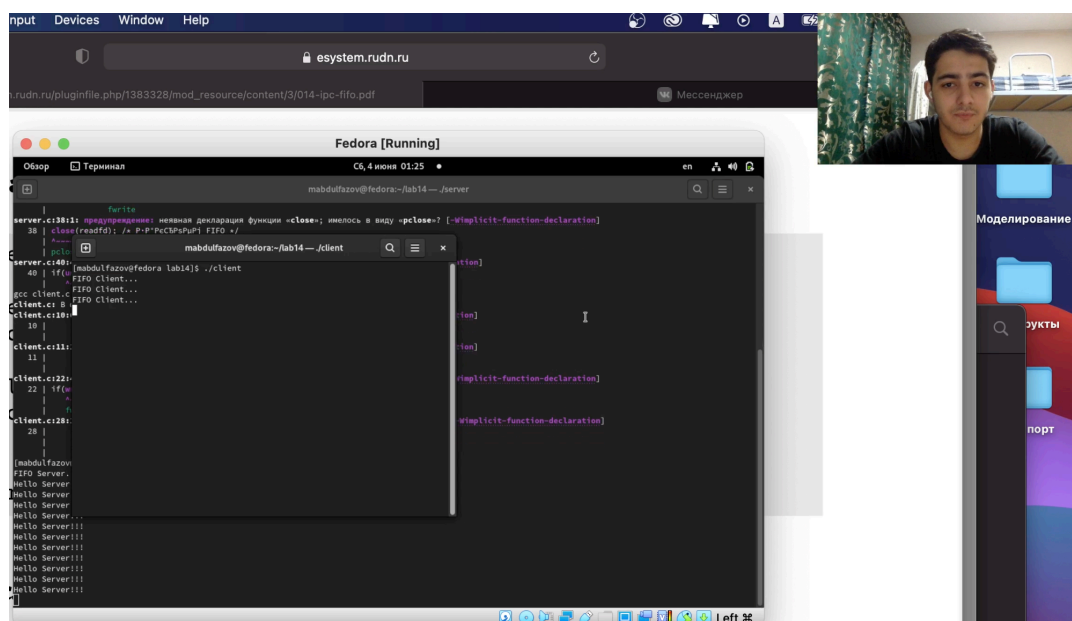 nput Devices Window Help
A
esystem.rudn.ru
n.rudn.ru/pluginfile.php/1383328/mod_resource/content/3/014-ipc-fifo.pdf
Мессенджер
Fedora [Running]
Обзор Терминал Сб, 4 июня 01:25 en
mabdulfazov@fedora:~/lab14 — ./server
| fwrite
server.c:38:1: предупреждение: неявная декларация функции «close»; имелось в виду «pclose»? [-Wimplicit-function-declaration]
38 | close(readfd);
| pclo
server.c:40:
40 | if(u
gcc client.c
client.c: В
client.c:10:
10 |
client.c:11:
11 |
client.c:22:
22 | if(w
client.c:28:
28 |
tion]
tion]
tion]
Wimplicit-function-declaration]
Wimplicit-function-declaration]
mabdulfazov@fedora:~/lab14 — ./client
[mabdulfazov@fedora lab14]$ ./client
FIFO Client...
FIFO Client...
FIFO Client...
[mabdulfazov
FIFO Server.
Hello Server
Hello Server
Hello Server
Hello Server!!!
Hello Server!!!
Hello Server!!!
Hello Server!!!
Hello Server!!!
Hello Server!!!
Hello Server!!!
Hello Server!!!
Моделирование
рукты
порт
Left ⌘